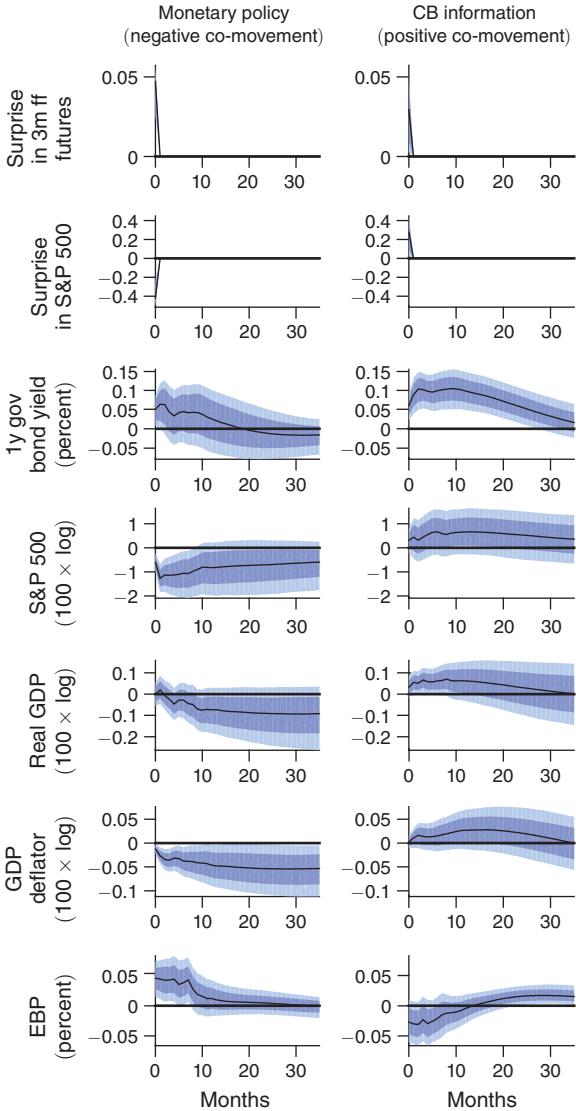 Monetary policy
(negative co-movement)
CB information
(positive co-movement)
Surprise
in 3m ff
futures
0.05
0
0 10 20 30
0.05
0
0 10 20 30
Surprise
in S&P 500
0.4
0.2
0
−0.2
−0.4
0 10 20 30
0.4
0.2
0
−0.2
−0.4
0 10 20 30
1y gov
bond yield
(percent)
0.15
0.1
0.05
0
−0.05
0 10 20 30
0.15
0.10
0.05
0
−0.05
0 10 20 30
S&P 500
(100 × log)
1
0
−1
−2
0 10 20 30
1
0
−1
−2
0 10 20 30
Real GDP
(100 × log)
0.1
0
−0.1
−0.2
0 10 20 30
0.1
0
−0.1
−0.2
0 10 20 30
GDP
deflator
(100 × log)
0.05
0
−0.05
−0.1
0 10 20 30
0.05
0
−0.05
−0.1
0 10 20 30
EBP
(percent)
0.05
0
−0.05
0 10 20 30
0.05
0
−0.05
0 10 20 30
Months
Months